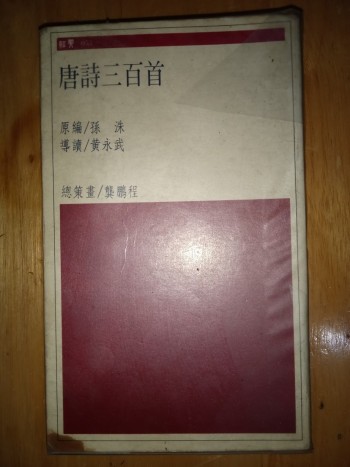 唐詩三百首
原編/孫 洙
導讀/黃永武
總策畫/龔鵬程